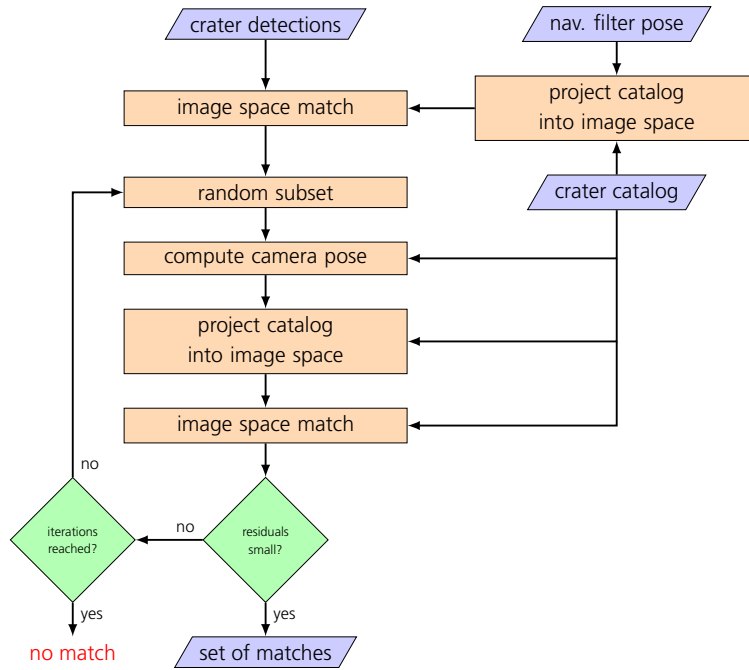 crater detections
nav. filter pose
image space match
project catalog
into image space
random subset
crater catalog
compute camera pose
project catalog
into image space
image space match
no
iterations
reached?
no
residuals
small?
yes
yes
no match
set of matches